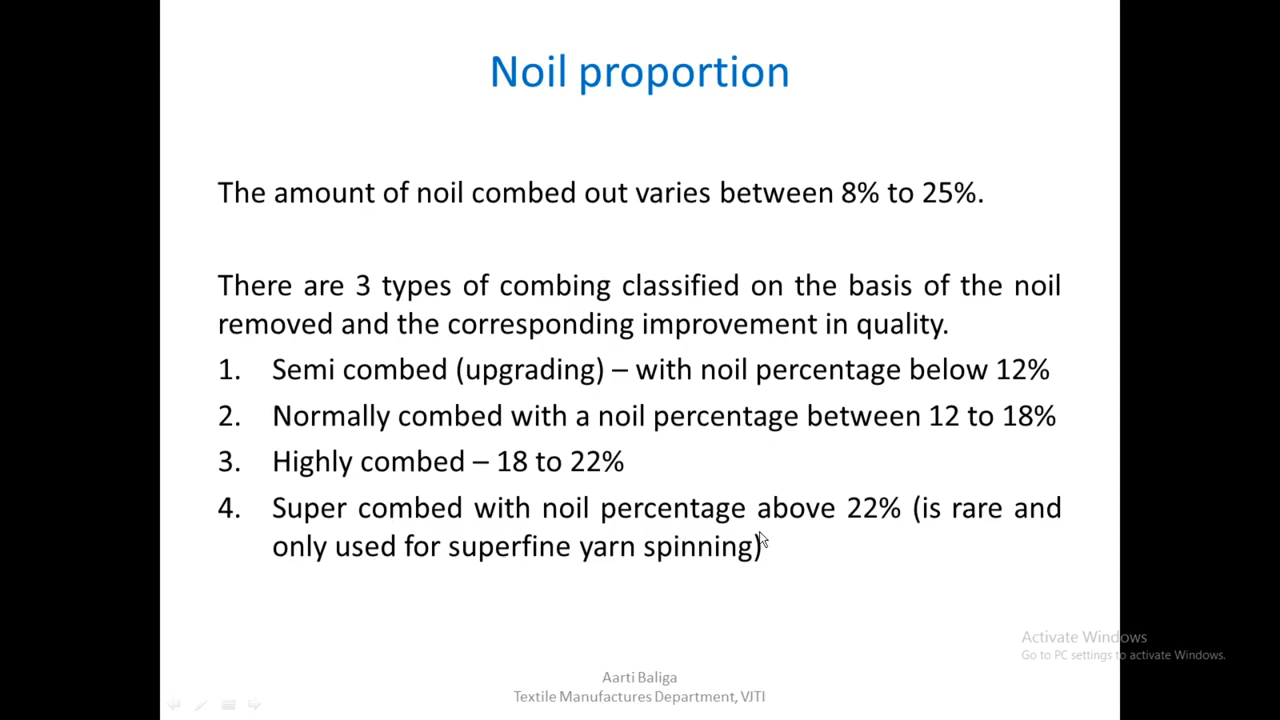 Noil proportion
The amount of noil combed out varies between 8% to 25%.
There are 3 types of combing classified on the basis of the noil
removed and the corresponding improvement in quality.
1. Semi combed (upgrading) – with noil percentage below 12%
2. Normally combed with a noil percentage between 12 to 18%
3. Highly combed – 18 to 22%
4. Super combed with noil percentage above 22% (is rare and
only used for superfine yarn spinning)
Activate Windows
Go to PC settings to activate Windows.
Aarti Baliga
Textile Manufactures Department, VJTI